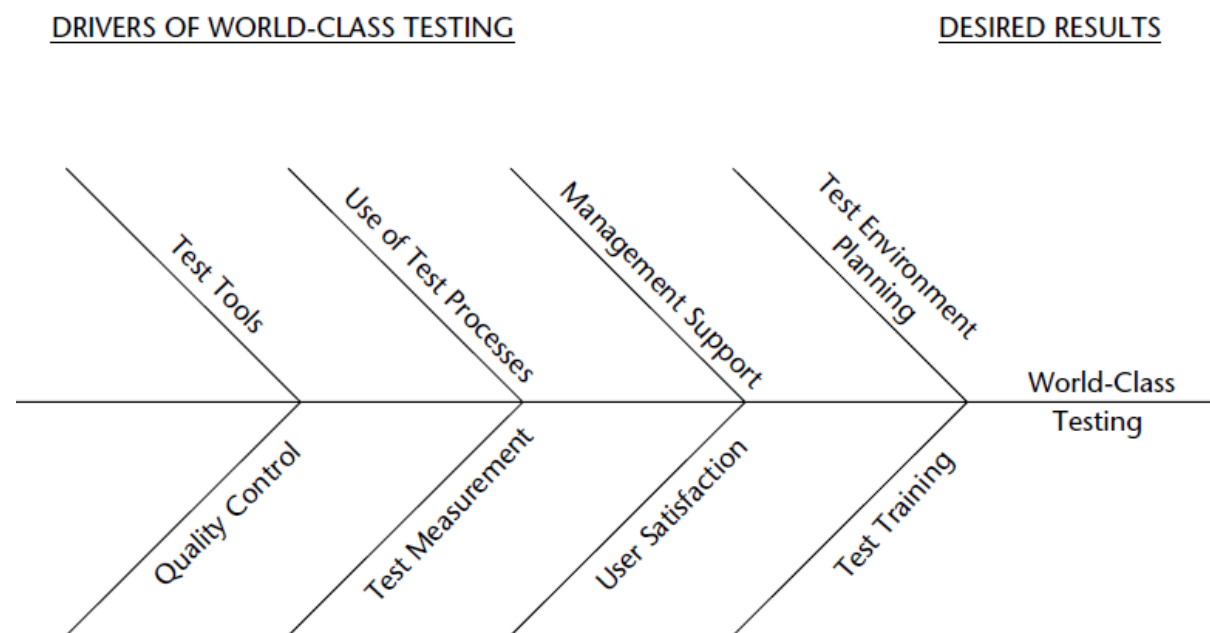 DRIVERS OF WORLD-CLASS TESTING
DESIRED RESULTS
Test Tools
Use of Test Processes
Management Support
Test Environment
Planning
World-Class
Testing
Quality Control
Test Measurement
User Satisfaction
Test Training